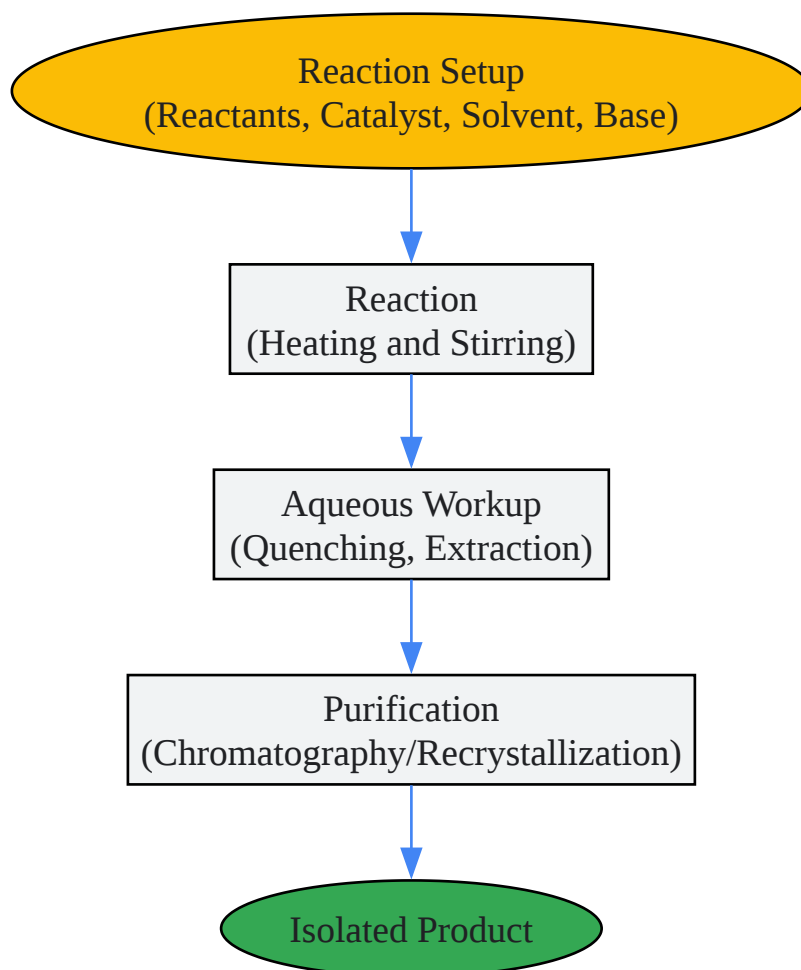 Reaction Setup
(Reactants, Catalyst, Solvent, Base)
Reaction
(Heating and Stirring)
Aqueous Workup
(Quenching, Extraction)
Purification
(Chromatography/Recrystallization)
Isolated Product